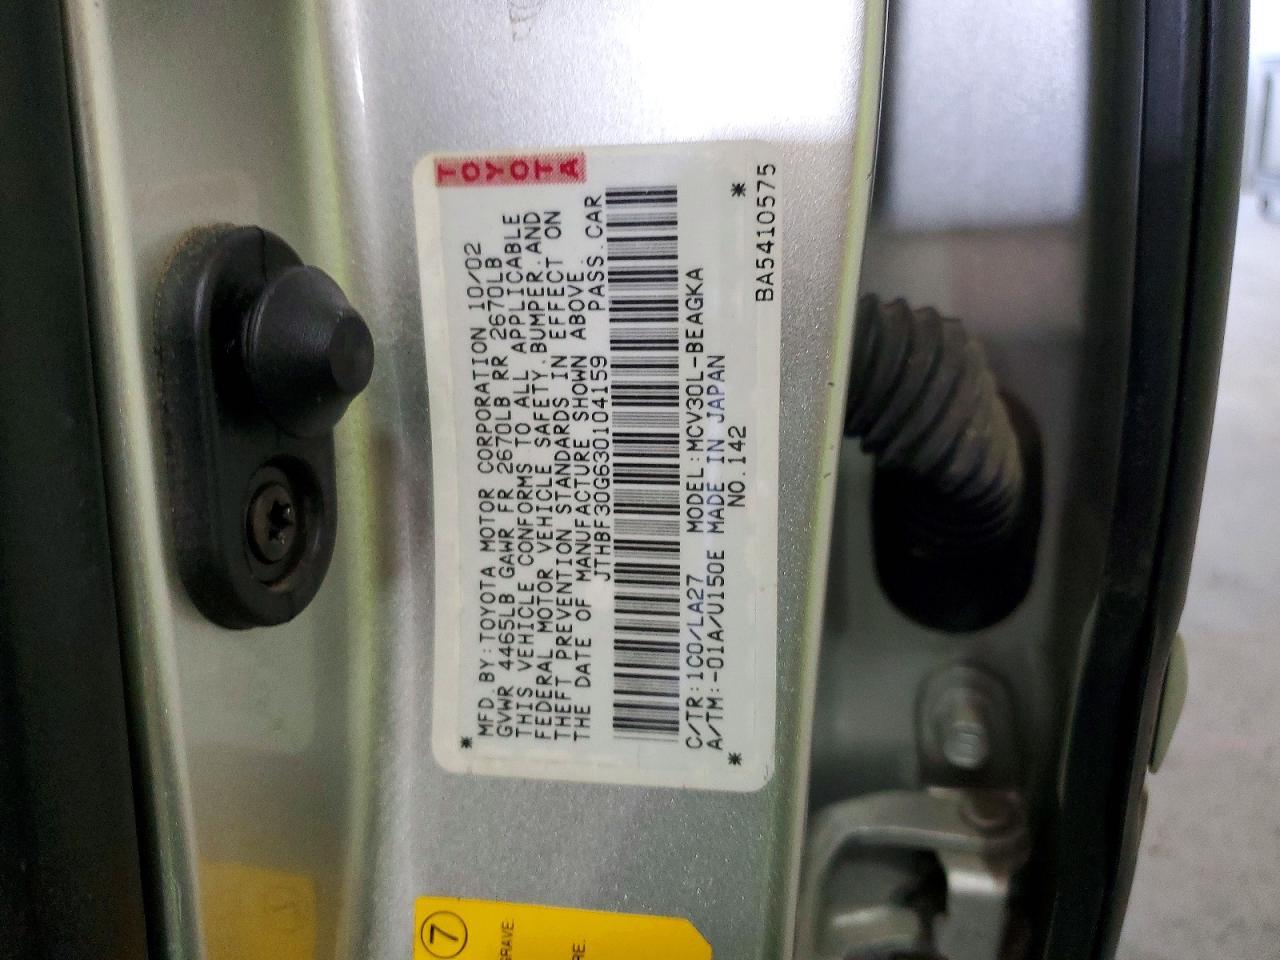 TOYOTA
* MFD. BY: TOYOTA MOTOR CORPORATION 10/02
GVWR 4465LB GAWR FR 2670LB RR 2670LB
THIS VEHICLE CONFORMS TO ALL APPLICABLE
FEDERAL MOTOR VEHICLE SAFETY, BUMPER, AND
THEFT PREVENTION STANDARDS IN EFFECT ON
THE DATE OF MANUFACTURE SHOWN ABOVE.
JTHBF30G630104159 PASS. CAR
C/TR: 1C0/LA27 MODEL: MCV30L-BEAGKA
A/TM: -01A/U150E MADE IN JAPAN
* NO. 142 *
BA5410575
7